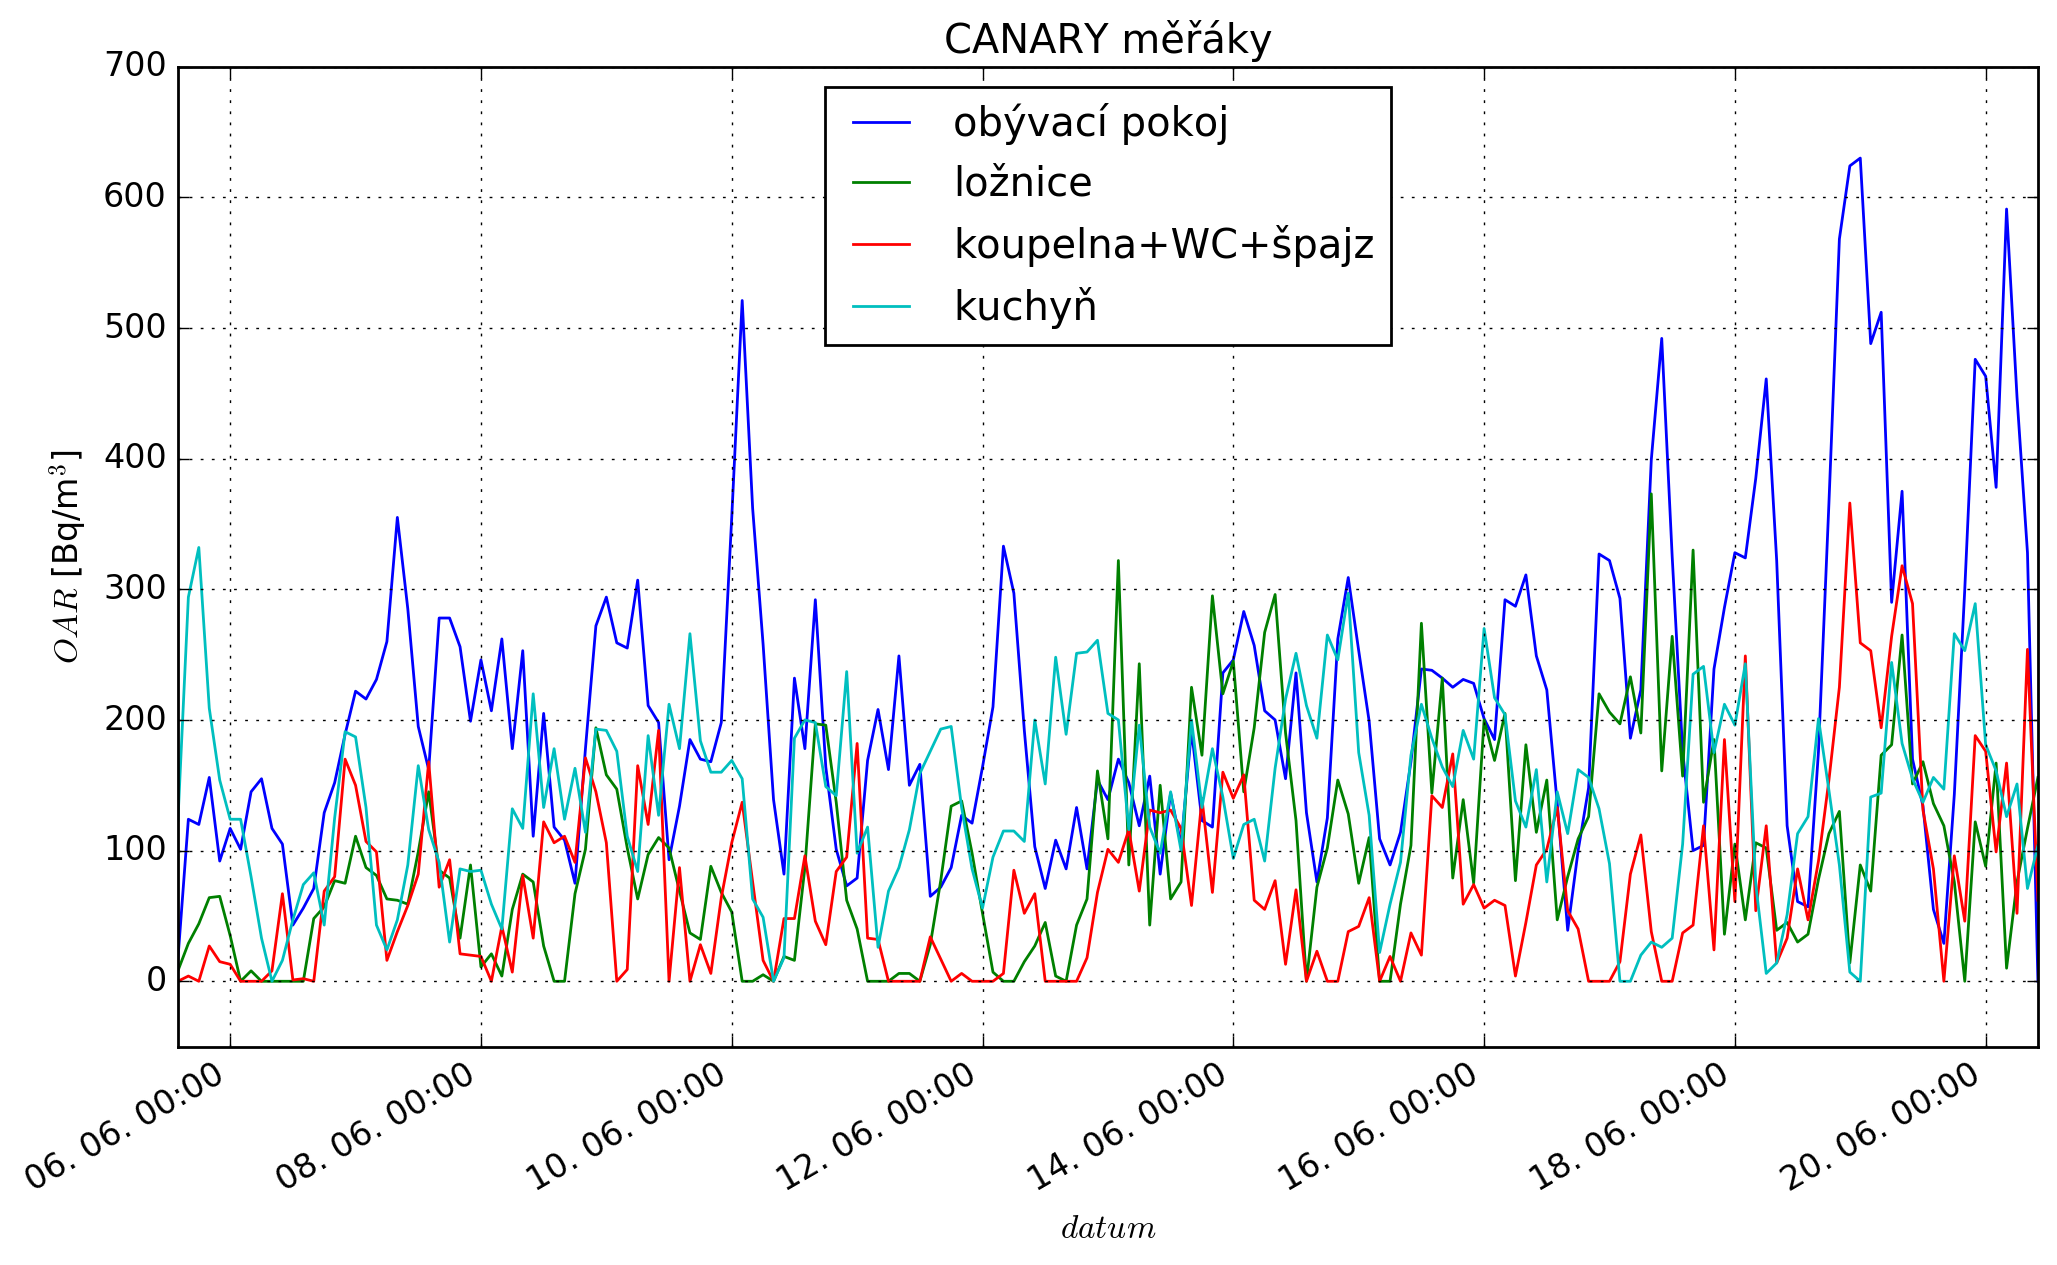 CANARY měřáky
700
600
500
400
300
200
100
0
OAR [Bq/m³]
obývací pokoj
ložnice
koupelna+WC+špajz
kuchyň
06. 06. 00:00
08. 06. 00:00
10. 06. 00:00
12. 06. 00:00
14. 06. 00:00
16. 06. 00:00
18. 06. 00:00
20. 06. 00:00
datum